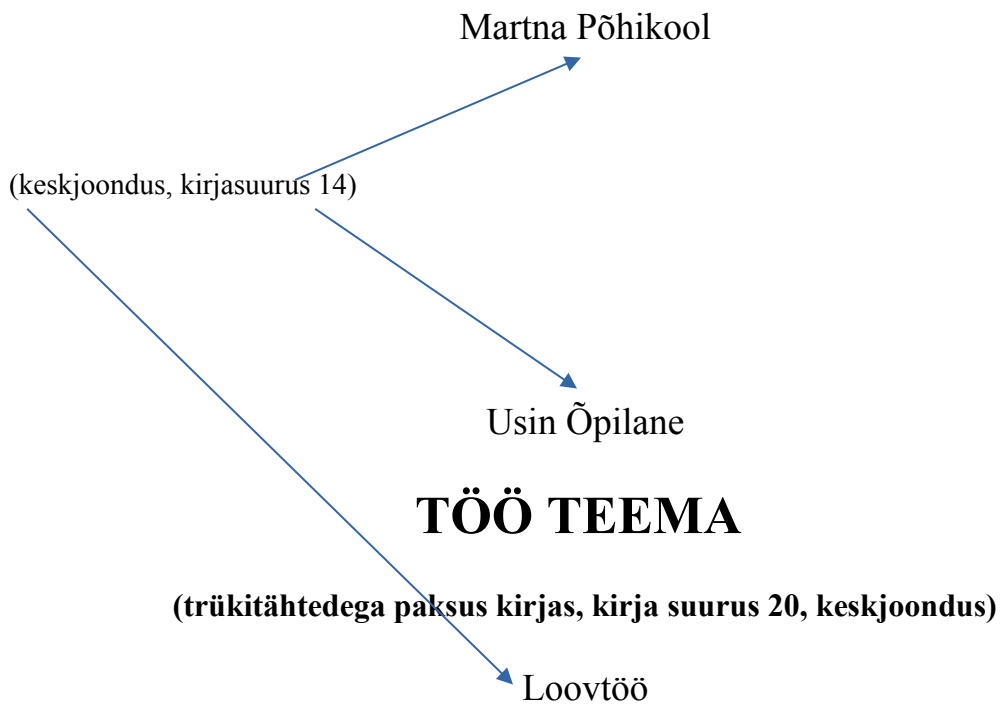 Martna Põhikool
(keskjoondus, kirjasuurus 14)
Usin Õpilane
TÖÖ TEEMA
(trükitähtedega paksus kirjas, kirja suurus 20, keskjoondus)
Loovtöö